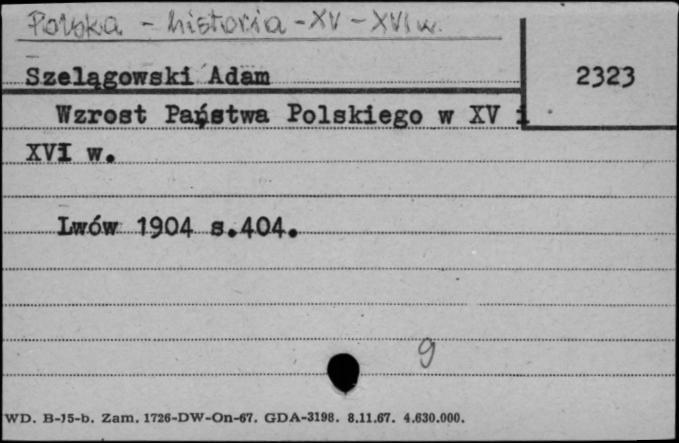 Polska - historia - XV - XVI w.
Szelągowski Adam
2323
Wzrost Państwa Polskiego w XV i
XVI w.
Lwów 1904 s.404.
9
WD. B-15-b. Zam. 1726-DW-On-67. GDA-3198. 8.11.67. 4.630.000.